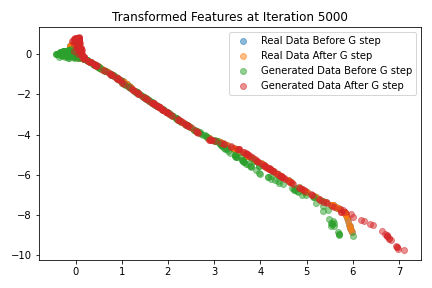 Transformed Features at Iteration 5000
Real Data Before G step
Real Data After G step
Generated Data Before G step
Generated Data After G step
0
−2
−4
−6
−8
−10
0 1 2 3 4 5 6 7